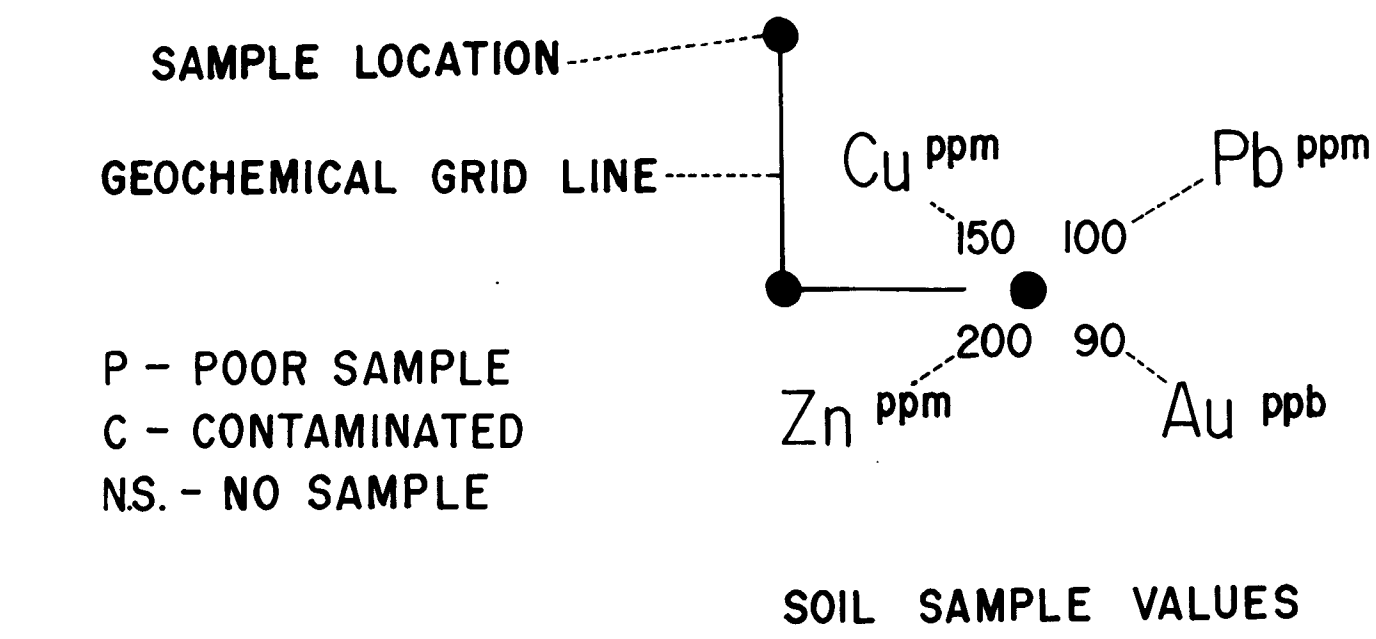 SAMPLE LOCATION
GEOCHEMICAL GRID LINE
Cu ppm
Pb ppm
150 100
200 90
Zn ppm
Au ppb
P - POOR SAMPLE
C - CONTAMINATED
N.S. - NO SAMPLE
SOIL SAMPLE VALUES